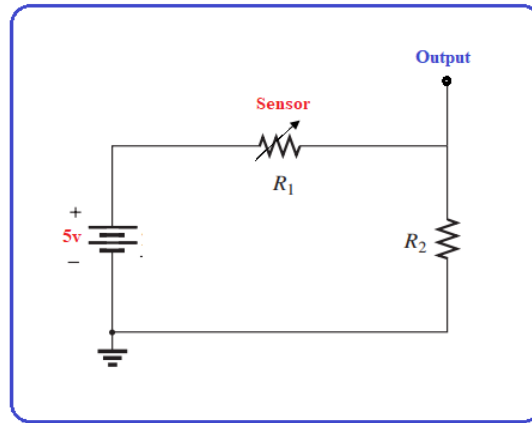 Output
Sensor
R1
+
5v
−
R2